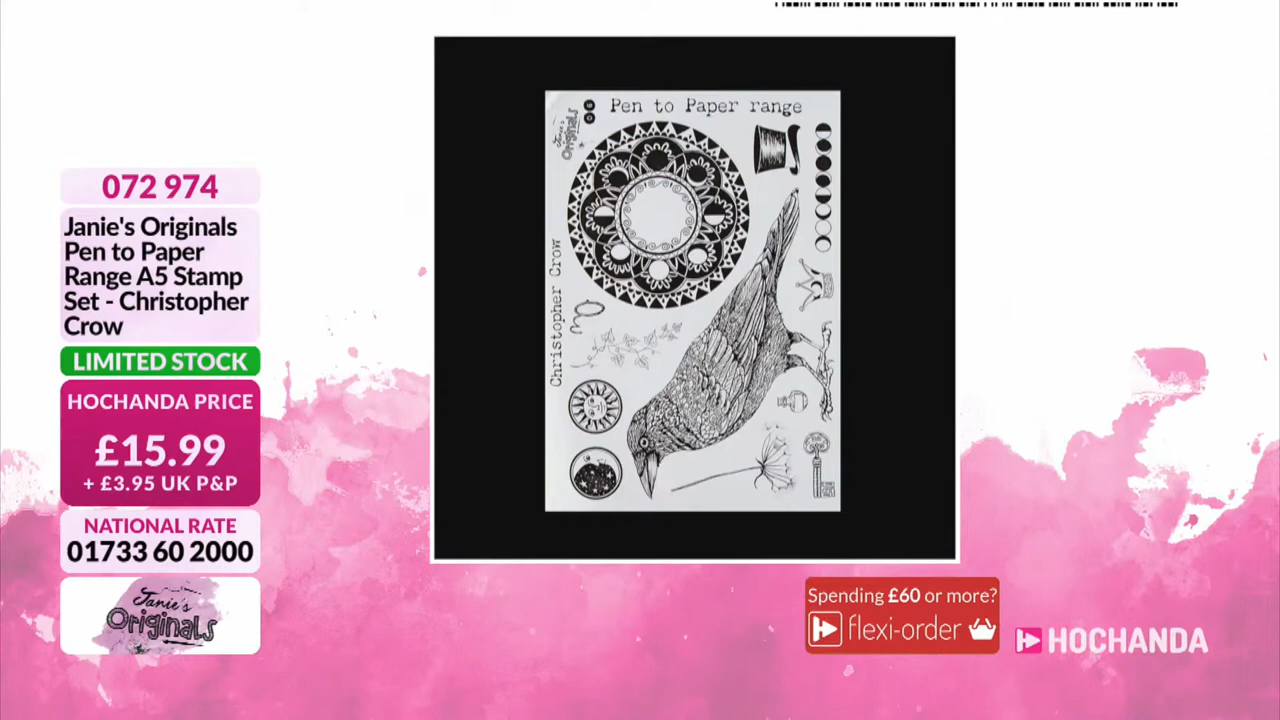 072 974
Janie's Originals
Pen to Paper
Range A5 Stamp
Set - Christopher
Crow
LIMITED STOCK
HOCHANDA PRICE
£15.99
+ £3.95 UK P&P
NATIONAL RATE
01733 60 2000
Janie's
Originals
Pen to Paper range
Janie's
Originals
Christopher Crow
Spending £60 or more?
flexi-order
HOCHANDA